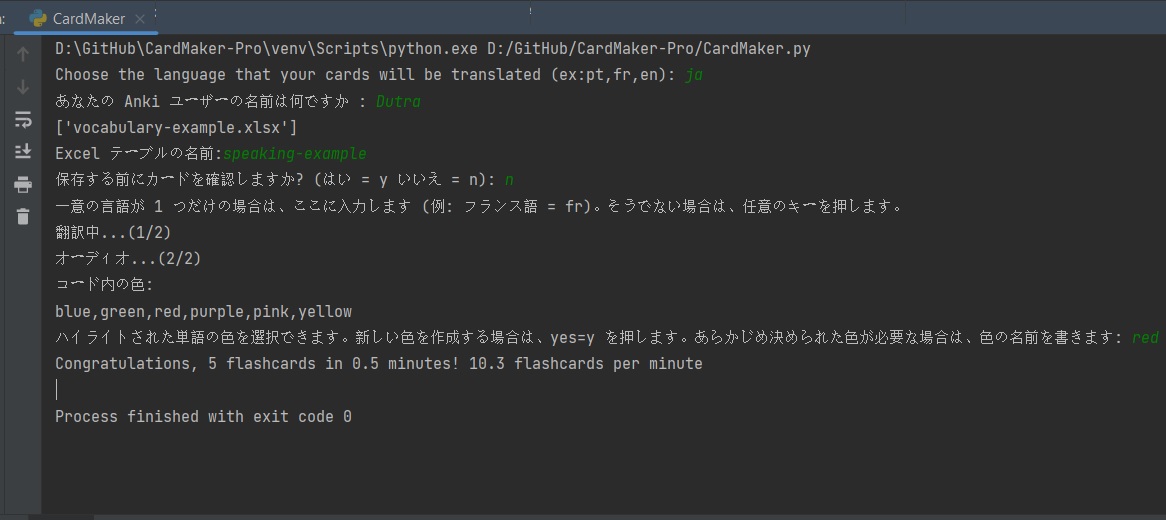 CardMaker
D:\GitHub\CardMaker-Pro\venv\Scripts\python.exe D:/GitHub/CardMaker-Pro/CardMaker.py
Choose the language that your cards will be translated (ex:pt,fr,en): ja
あなたの Anki ユーザーの名前は何ですか : Dutra
['vocabulary-example.xlsx']
Excel テーブルの名前:speaking-example
保存する前にカードを確認しますか? (はい = y いいえ = n): n
一意の言語が 1 つだけの場合は、ここに入力します (例: フランス語 = fr)。そうでない場合は、任意のキーを押します。
翻訳中...(1/2)
オーディオ...(2/2)
コード内の色:
blue,green,red,purple,pink,yellow
ハイライトされた単語の色を選択できます。新しい色を作成する場合は、yes=y を押します。あらかじめ決められた色が必要な場合は、色の名前を書きます: red
Congratulations, 5 flashcards in 0.5 minutes! 10.3 flashcards per minute
Process finished with exit code 0